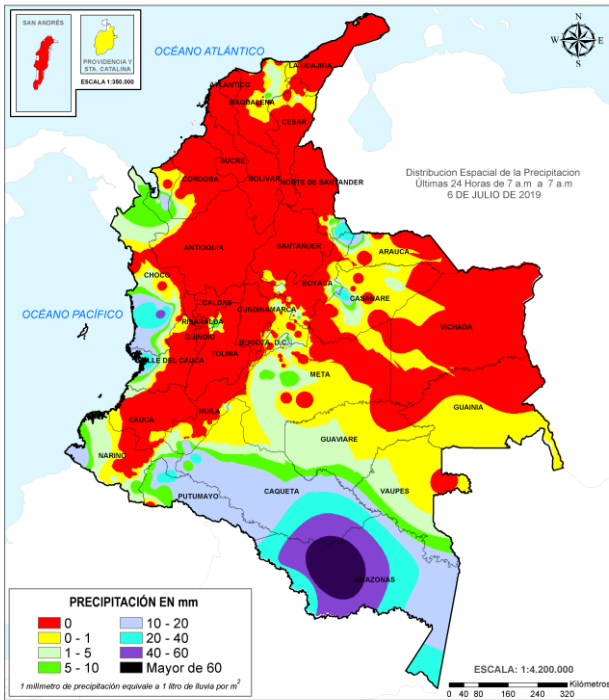 SAN ANDRÉS
PROVIDENCIA Y
STA. CATALINA
ESCALA 1:350.000
OCÉANO ATLÁNTICO
N
W
E
S
LA GUAJIRA
ATLANTICO
MAGDALENA
CESAR
SUCRE
CORDOBA
BOLIVAR
NORTE DE SANTANDER
Distribucion Espacial de la Precipitacion
Últimas 24 Horas de 7 a.m a 7 a.m
6 DE JULIO DE 2019
ANTIOQUIA
SANTANDER
ARAUCA
CHOCO
BOYACA
CASANARE
CALDAS
CUNDINAMARCA
OCÉANO PACÍFICO
RISARALDA
VICHADA
QUINDIO
BOGOTA. D.C.
TOLIMA
VALLE DEL CAUCA
META
GUAINIA
HUILA
CAUCA
GUAVIARE
NARIÑO
CAQUETA
VAUPES
PUTUMAYO
AMAZONAS
PRECIPITACIÓN EN mm
0
10 - 20
0 - 1
20 - 40
1 - 5
40 - 60
5 - 10
Mayor de 60
1 milímetro de precipitación equivale a 1 litro de lluvia por m2
ESCALA: 1:4.200.000
Kilómetros
0 40 80 160 240 320